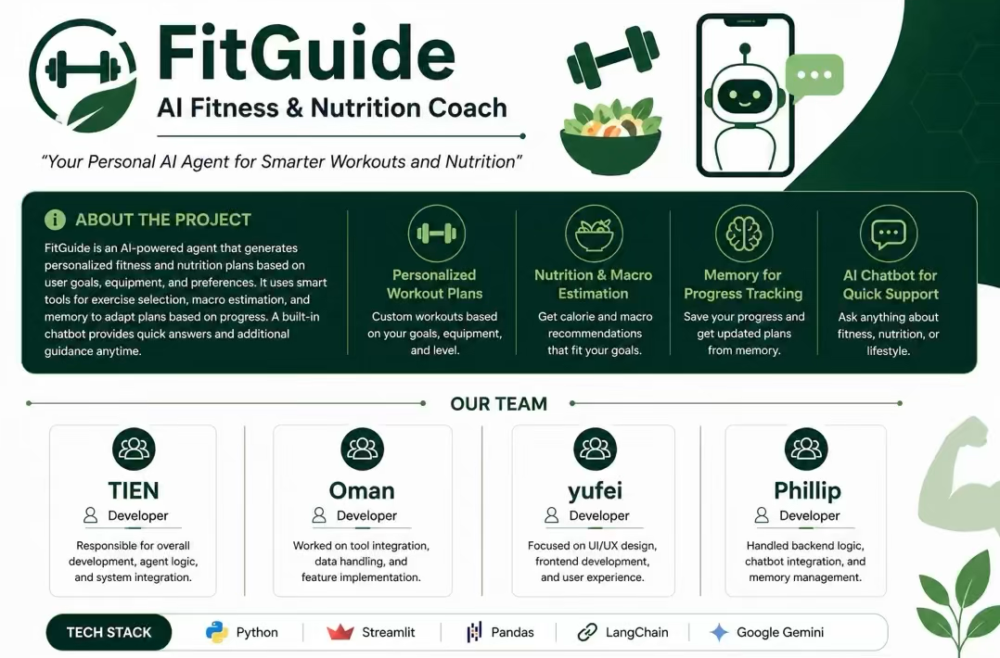 FitGuide
AI Fitness & Nutrition Coach
“Your Personal AI Agent for Smarter Workouts and Nutrition”
ABOUT THE PROJECT
FitGuide is an AI-powered agent that generates
personalized fitness and nutrition plans based on
user goals, equipment, and preferences. It uses smart
tools for exercise selection, macro estimation, and
memory to adapt plans based on progress. A built-in
chatbot provides quick answers and additional
guidance anytime.
Personalized
Workout Plans
Custom workouts based
on your goals, equipment,
and level.
Nutrition & Macro
Estimation
Get calorie and macro
recommendations
that fit your goals.
Memory for
Progress Tracking
Save your progress and
get updated plans
from memory.
AI Chatbot for
Quick Support
Ask anything about
fitness, nutrition, or
lifestyle.
OUR TEAM
TIEN
Developer
Responsible for overall
development, agent logic,
and system integration.
Oman
Developer
Worked on tool integration,
data handling, and
feature implementation.
yufei
Developer
Focused on UI/UX design,
frontend development,
and user experience.
Phillip
Developer
Handled backend logic,
chatbot integration, and
memory management.
TECH STACK
Python
Streamlit
Pandas
LangChain
Google Gemini